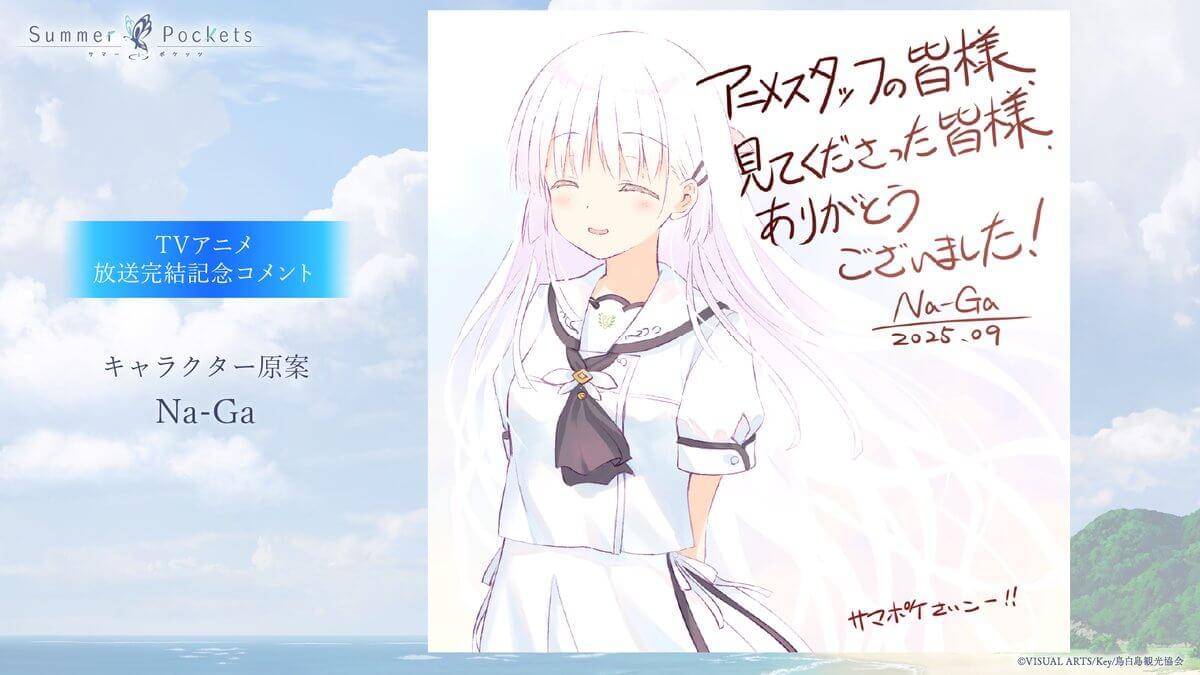 Summer Pockets
サマーポケッツ
TVアニメ
放送完結記念コメント
キャラクター原案
Na-Ga
アニメスタッフの皆様、
見てくださった皆様、
ありがとう
ございました!
Na-Ga
2025.09
サマポケさいこー!!
©VISUAL ARTS/Key/鳥白島観光協会